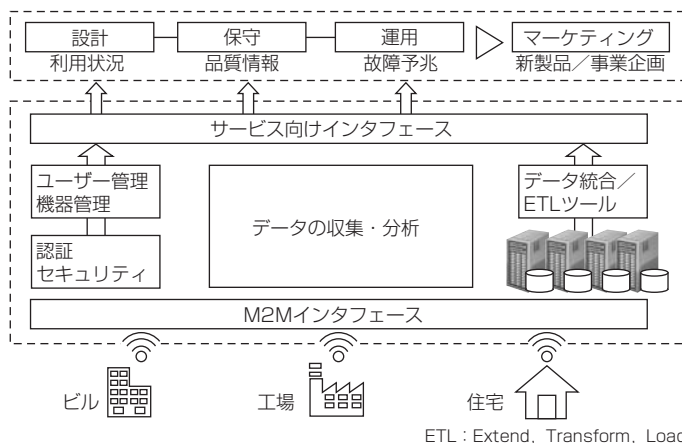 設計
保守
運用
マーケティング
利用状況
品質情報
故障予兆
新製品／事業企画
サービス向けインタフェース
ユーザー管理
機器管理
認証
セキュリティ
データの収集・分析
データ統合／
ETLツール
M2Mインタフェース
ビル
工場
住宅
ETL：Extend，Transform，Load